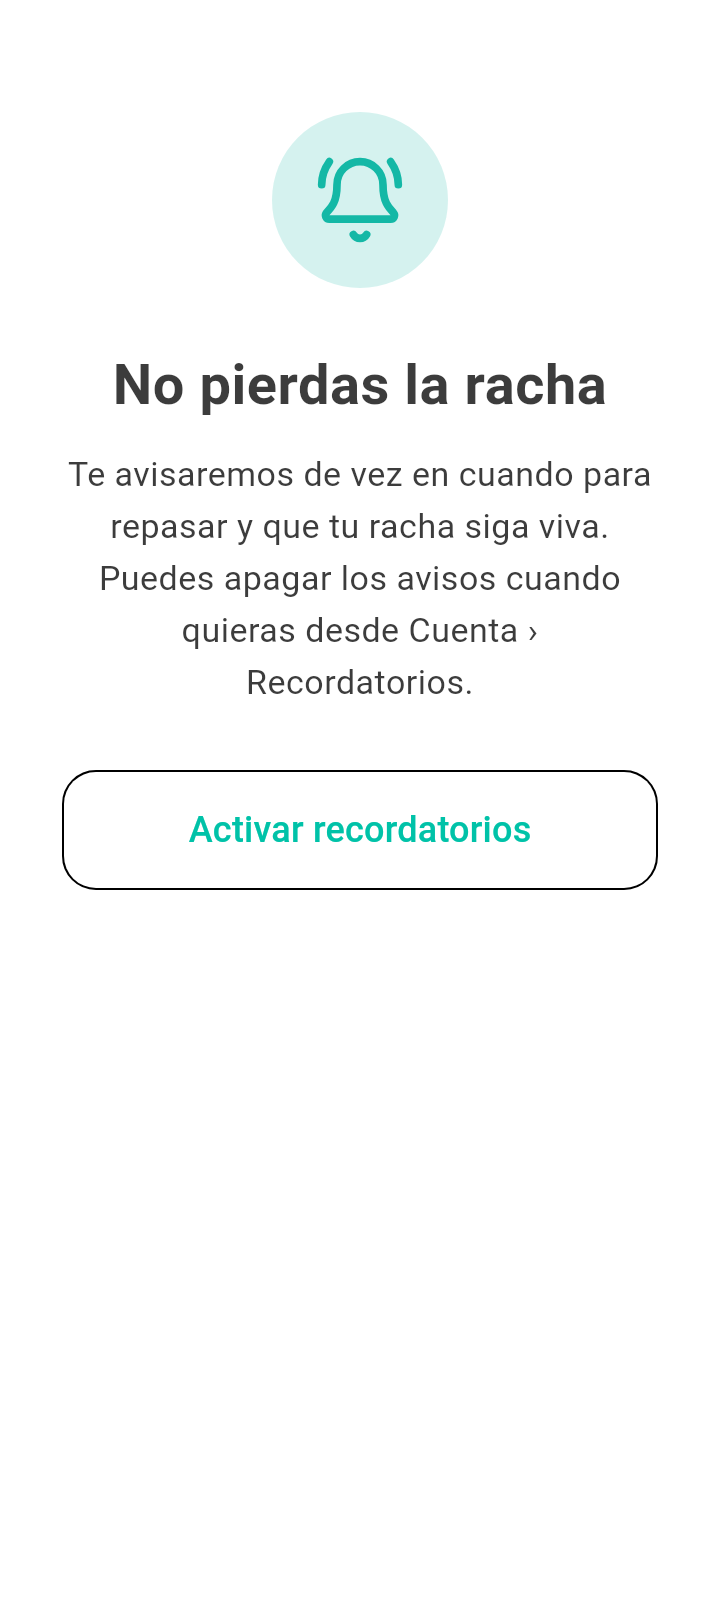 No pierdas la racha
Te avisaremos de vez en cuando para
repasar y que tu racha siga viva.
Puedes apagar los avisos cuando
quieras desde Cuenta ›
Recordatorios.
Activar recordatorios